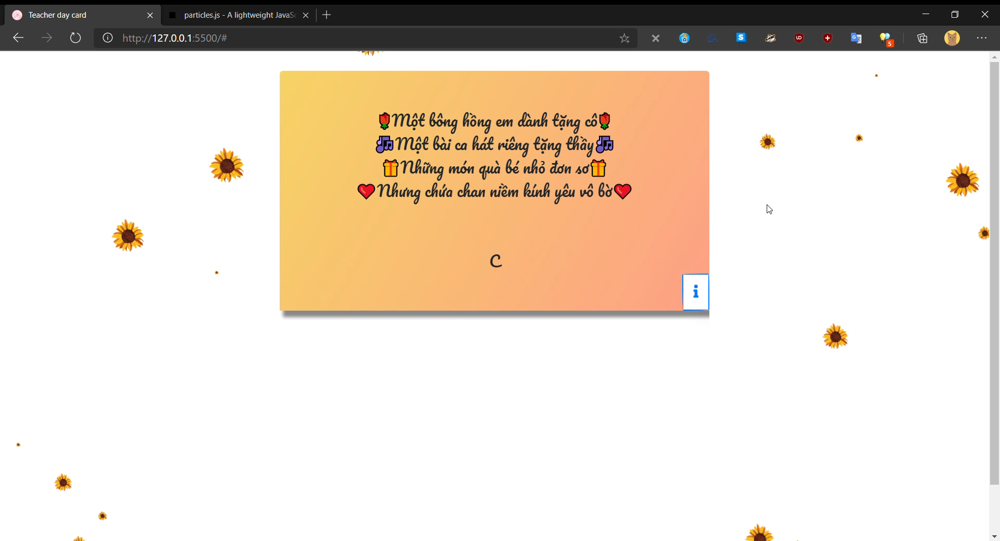 Teacher day card
particles.js - A lightweight JavaSc
http://127.0.0.1:5500/#
5
🌹Một bông hồng em dành tặng cô🌹
🎶Một bài ca hát riêng tặng thầy🎶
🎁Những món quà bé nhỏ đơn sơ🎁
❤️Nhưng chứa chan niềm kính yêu vô bờ❤️
C
i